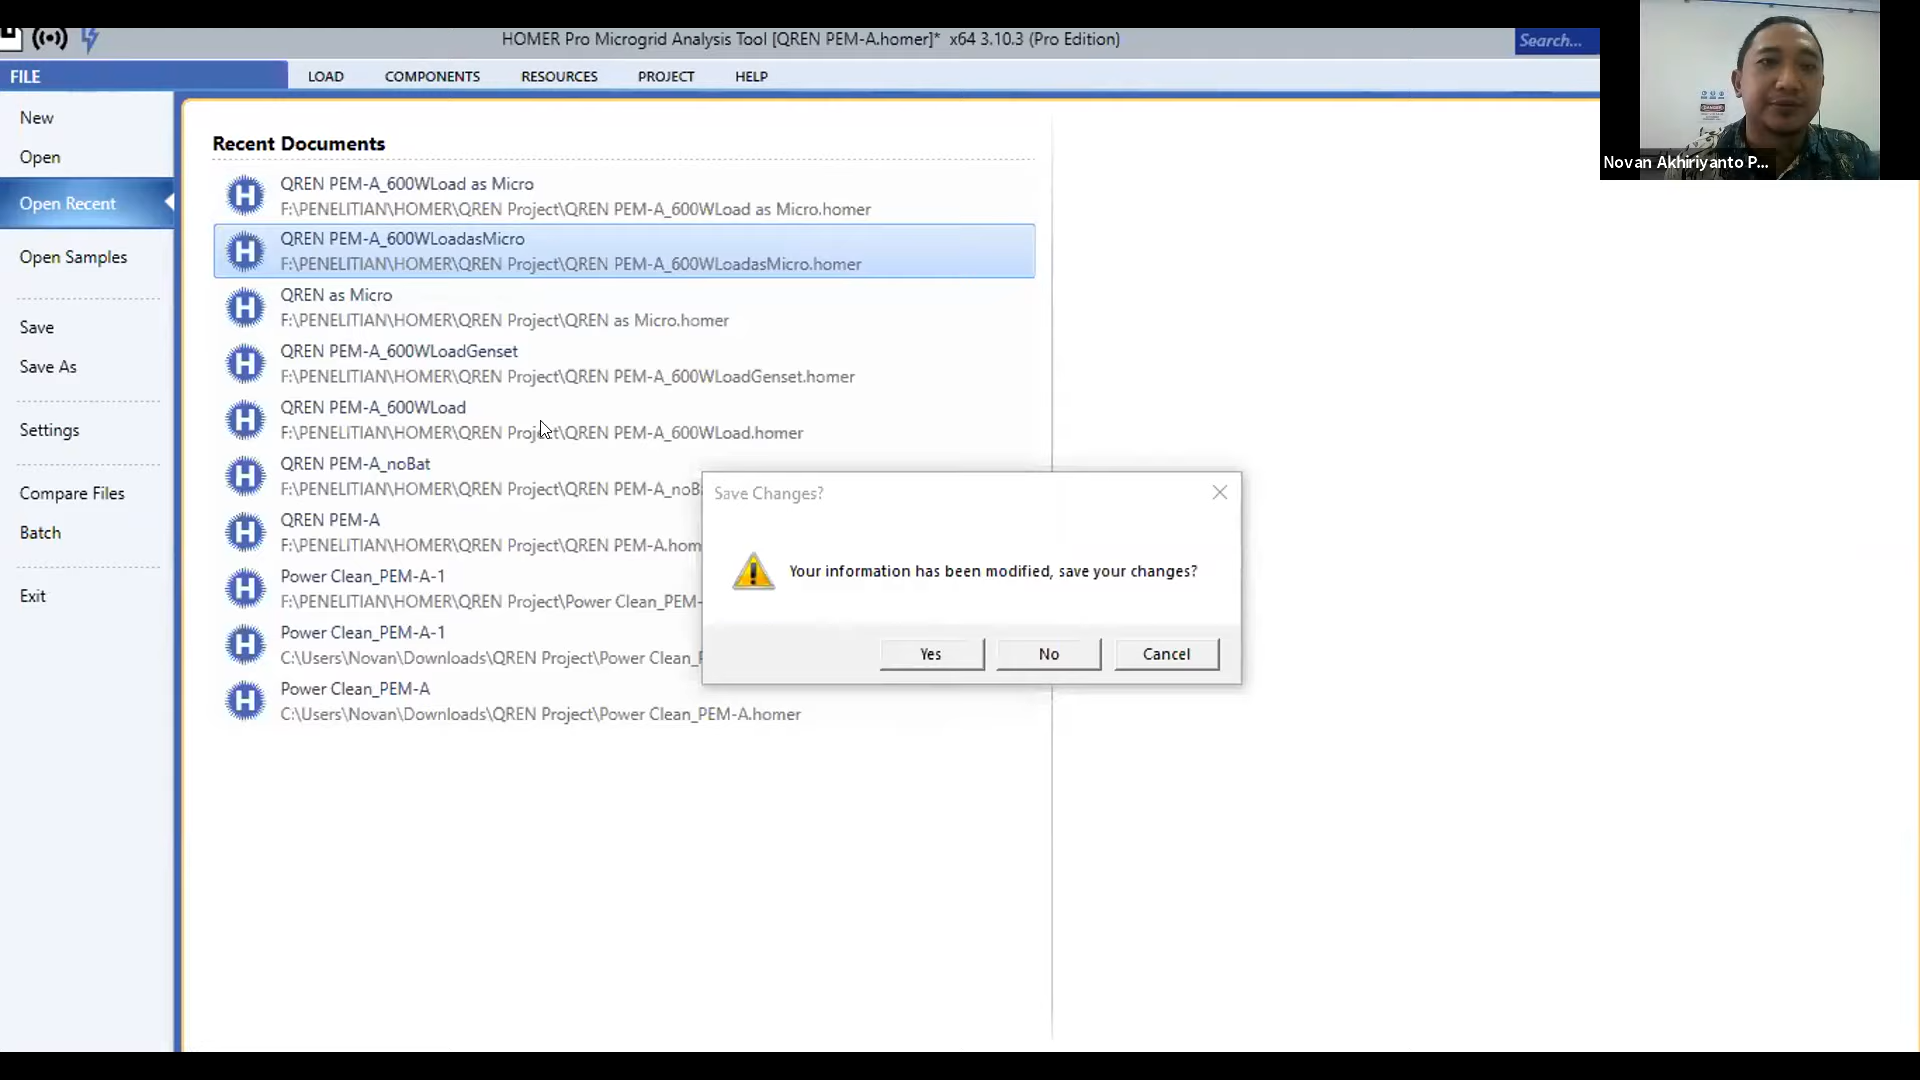 HOMER Pro Microgrid Analysis Tool [QREN PEM-A.homer]* x64 3.10.3 (Pro Edition)
Search...
FILE
LOAD
COMPONENTS
RESOURCES
PROJECT
HELP
Novan Akhiriyanto P...
New
Open
Open Recent
Open Samples
Save
Save As
Settings
Compare Files
Batch
Exit
Recent Documents
QREN PEM-A_600WLoad as Micro
F:\PENELITIAN\HOMER\QREN Project\QREN PEM-A_600WLoad as Micro.homer
QREN PEM-A_600WLoadasMicro
F:\PENELITIAN\HOMER\QREN Project\QREN PEM-A_600WLoadasMicro.homer
QREN as Micro
F:\PENELITIAN\HOMER\QREN Project\QREN as Micro.homer
QREN PEM-A_600WLoadGenset
F:\PENELITIAN\HOMER\QREN Project\QREN PEM-A_600WLoadGenset.homer
QREN PEM-A_600WLoad
F:\PENELITIAN\HOMER\QREN Project\QREN PEM-A_600WLoad.homer
QREN PEM-A_noBat
F:\PENELITIAN\HOMER\QREN Project\QREN PEM-A_noB
QREN PEM-A
F:\PENELITIAN\HOMER\QREN Project\QREN PEM-A.hom
Power Clean_PEM-A-1
F:\PENELITIAN\HOMER\QREN Project\Power Clean_PEM-
Power Clean_PEM-A-1
C:\Users\Novan\Downloads\QREN Project\Power Clean_P
Power Clean_PEM-A
C:\Users\Novan\Downloads\QREN Project\Power Clean_PEM-A.homer
Save Changes?
Your information has been modified, save your changes?
Yes
No
Cancel